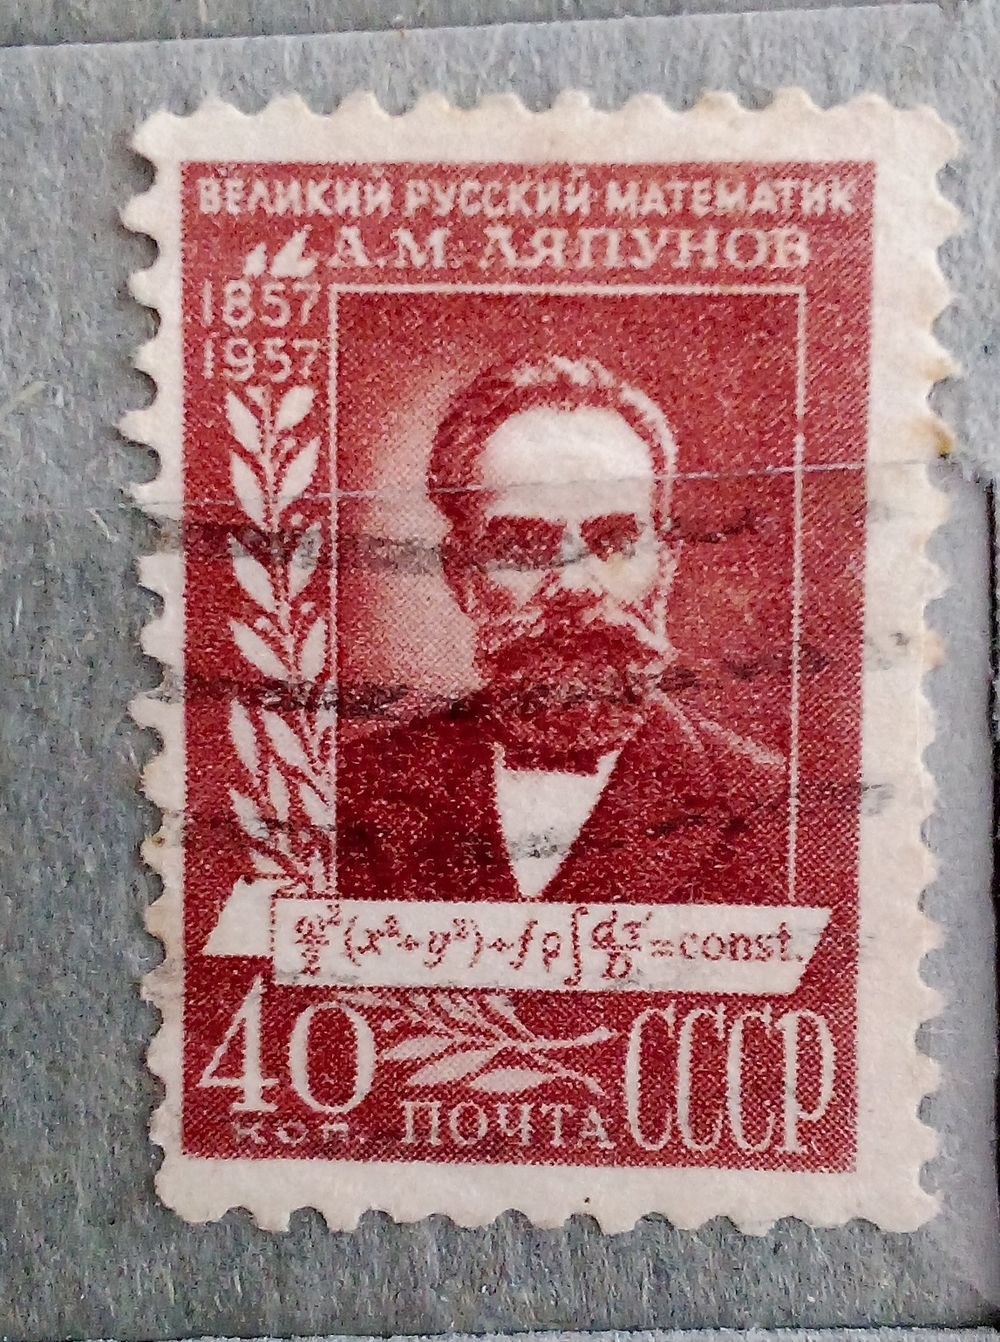 ВЕЛИКИЙ РУССКИЙ МАТЕМАТИК
А.М. ЛЯПУНОВ
1857
1957
ω²/2 (x²+y²)+fρ∫dτ'/D=const.
40
коп.
ПОЧТА
СССР